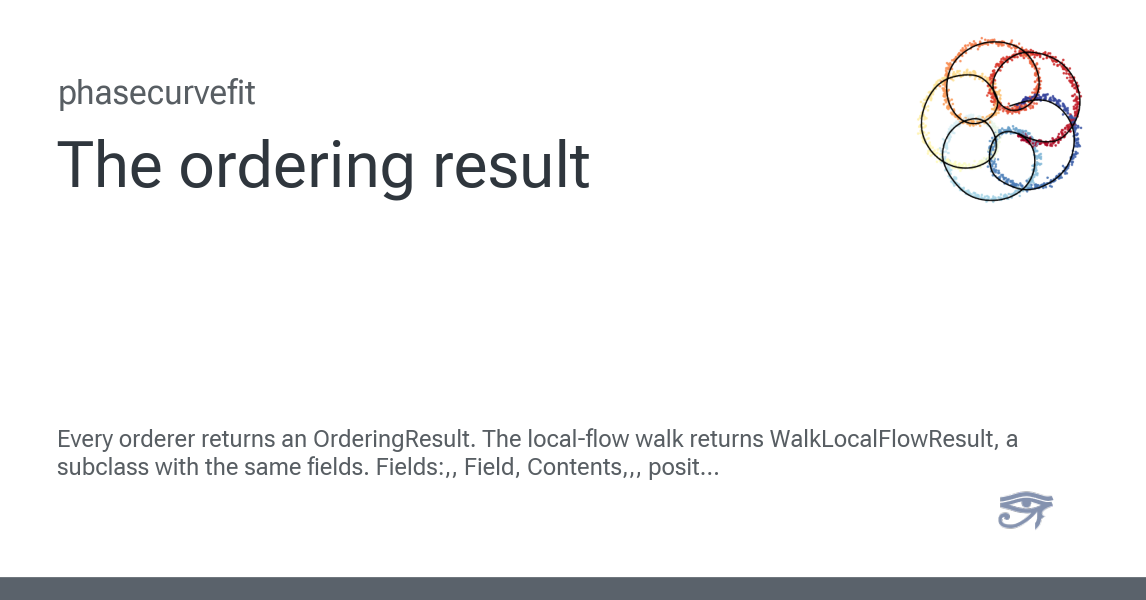 phasecurvefit
The ordering result
Every orderer returns an OrderingResult. The local-flow walk returns WalkLocalFlowResult, a
subclass with the same fields. Fields:,, Field, Contents,,, posit...